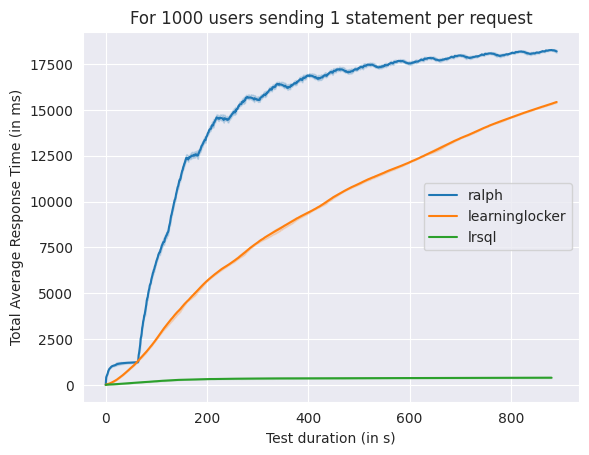 For 1000 users sending 1 statement per request
Total Average Response Time (in ms)
17500
15000
12500
10000
7500
5000
2500
0
ralph
learninglocker
lrsql
0 200 400 600 800
Test duration (in s)